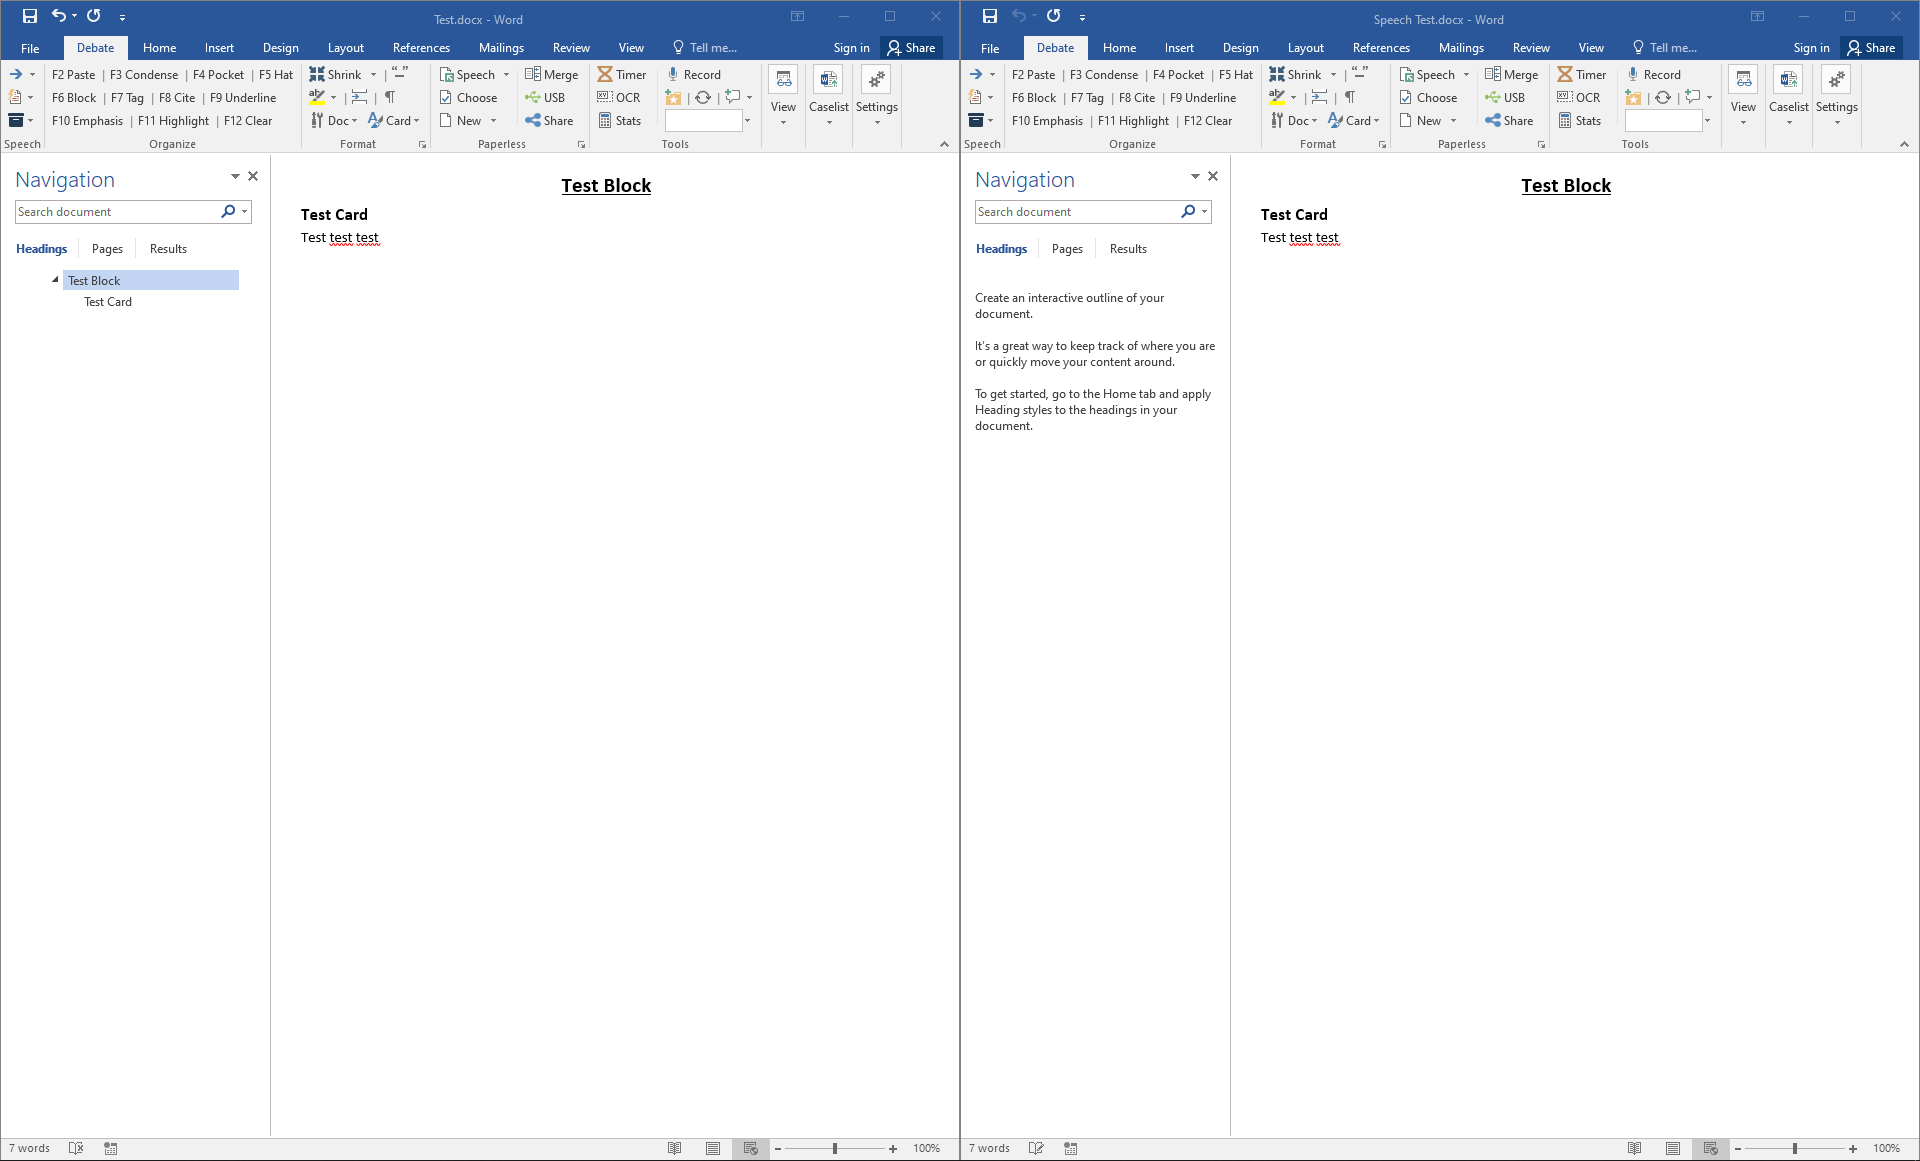 Test.docx - Word
File Debate Home Insert Design Layout References Mailings Review View Tell me... Sign in Share
F2 Paste | F3 Condense | F4 Pocket | F5 Hat Shrink “–” Speech Merge Timer Record
F6 Block | F7 Tag | F8 Cite | F9 Underline ab ¶ Choose USB OCR View Caselist Settings
F10 Emphasis | F11 Highlight | F12 Clear Doc Card New Share Stats
Speech Organize Format Paperless Tools
Navigation
Search document
Headings Pages Results
Test Block
Test Card
Test Block
Test Card
Test test test
7 words 100%
Speech Test.docx - Word
File Debate Home Insert Design Layout References Mailings Review View Tell me... Sign in Share
F2 Paste | F3 Condense | F4 Pocket | F5 Hat Shrink “–” Speech Merge Timer Record
F6 Block | F7 Tag | F8 Cite | F9 Underline ab ¶ Choose USB OCR View Caselist Settings
F10 Emphasis | F11 Highlight | F12 Clear Doc Card New Share Stats
Speech Organize Format Paperless Tools
Navigation
Search document
Headings Pages Results
Create an interactive outline of your
document.
It's a great way to keep track of where you are
or quickly move your content around.
To get started, go to the Home tab and apply
Heading styles to the headings in your
document.
Test Block
Test Card
Test test test
7 words 100%